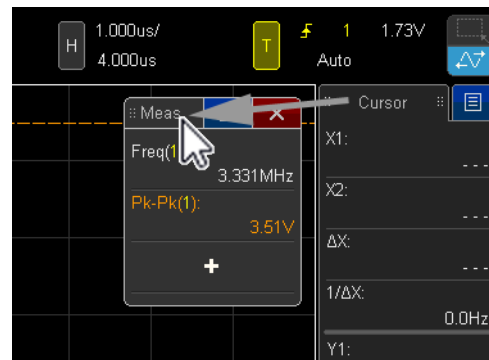 H
1.000us/
4.000us
T
1
1.73V
Auto
Meas
Freq(1
3.331MHz
Pk-Pk(1):
3.51V
+
Cursor
X1:
- - -
X2:
- - -
ΔX:
- - -
1/ΔX:
0.0Hz
Y1: